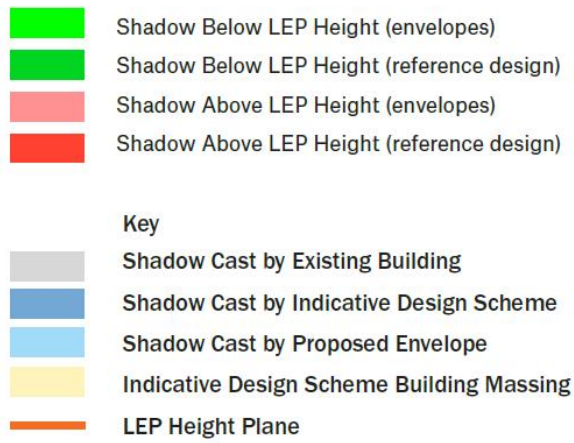 Shadow Below LEP Height (envelopes)
Shadow Below LEP Height (reference design)
Shadow Above LEP Height (envelopes)
Shadow Above LEP Height (reference design)
Key
Shadow Cast by Existing Building
Shadow Cast by Indicative Design Scheme
Shadow Cast by Proposed Envelope
Indicative Design Scheme Building Massing
LEP Height Plane